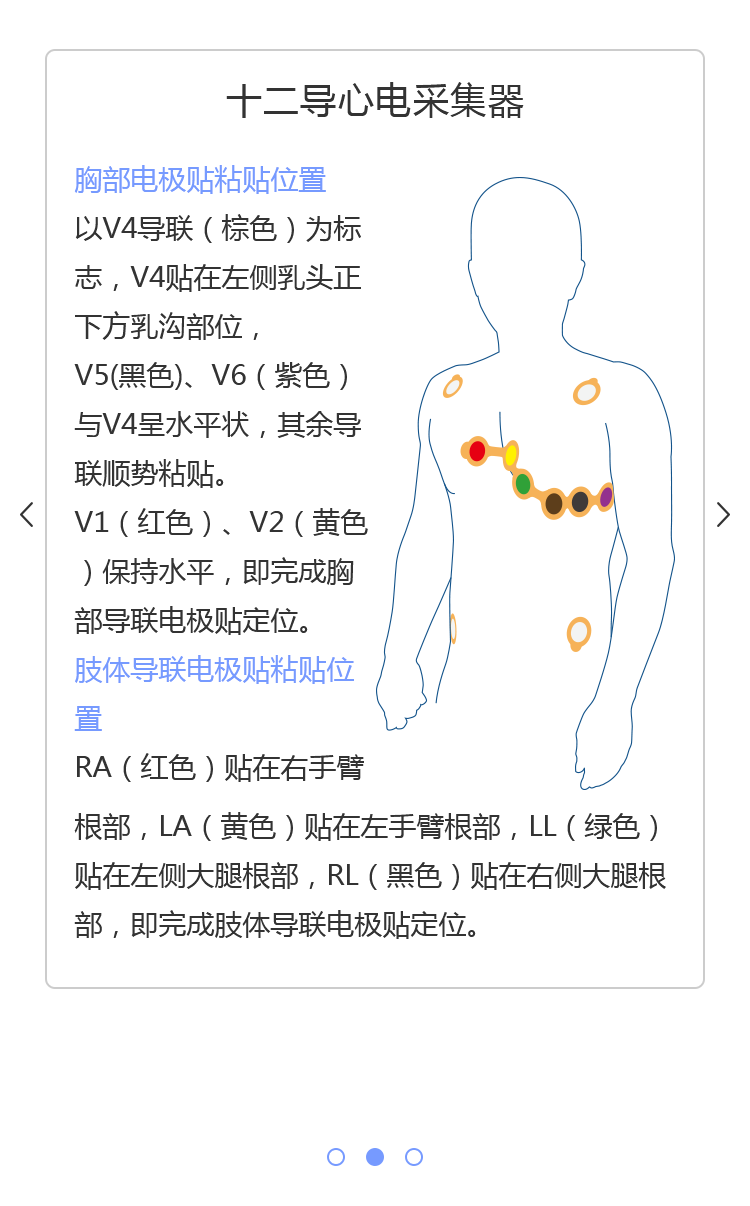 十二导心电采集器
胸部电极贴粘贴位置
以V4导联（棕色）为标
志，V4贴在左侧乳头正
下方乳沟部位，
V5(黑色)、V6（紫色）
与V4呈水平状，其余导
联顺势粘贴。
V1（红色）、V2（黄色
）保持水平，即完成胸
部导联电极贴定位。
肢体导联电极贴粘贴位
置
RA（红色）贴在右手臂
根部，LA（黄色）贴在左手臂根部，LL（绿色）
贴在左侧大腿根部，RL（黑色）贴在右侧大腿根
部，即完成肢体导联电极贴定位。